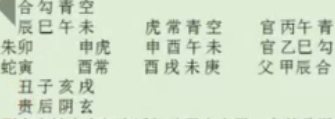 合勾青空
辰巳午未 虎常青空 官丙午青
朱卯 申虎 申酉午未 官乙巳勾
蛇寅 酉常 酉戌未庚 父甲辰合
丑子亥戌
贵后阴玄